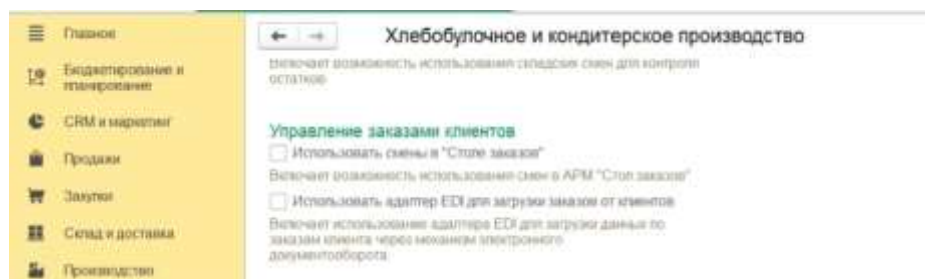 Главное
Бюджетирование и
планирование
CRM и маркетинг
Продажи
Закупки
Склад и доставка
Производство
Хлебобулочное и кондитерское производство
Включает возможность использования складских смен для контроля
остатков
Управление заказами клиентов
Использовать смены в "Столе заказов"
Включает возможность использования смен в АРМ "Стол заказов"
Использовать адаптер EDI для загрузки заказов от клиентов
Включает использование адаптера EDI для загрузки данных по
заказам клиента через механизм электронного
документооборота